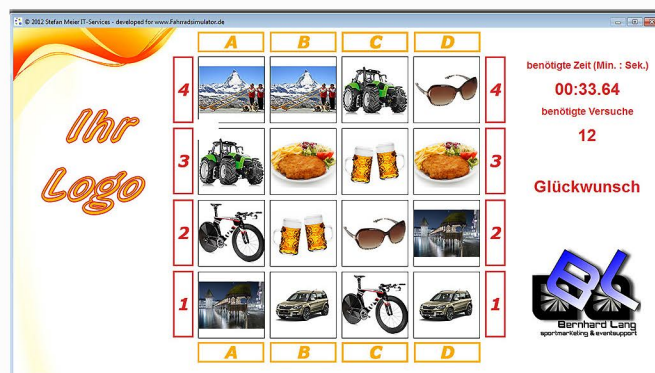 © 2012 Stefan Meier IT-Services - developed for www.Fahrradsimulator.de
A B C D
4 4
3 3
2 2
1 1
A B C D
Ihr
Logo
benötigte Zeit (Min. : Sek.)
00:33.64
benötigte Versuche
12
Glückwunsch
BL
Bernhard Lang
sportmarketing & eventsupport